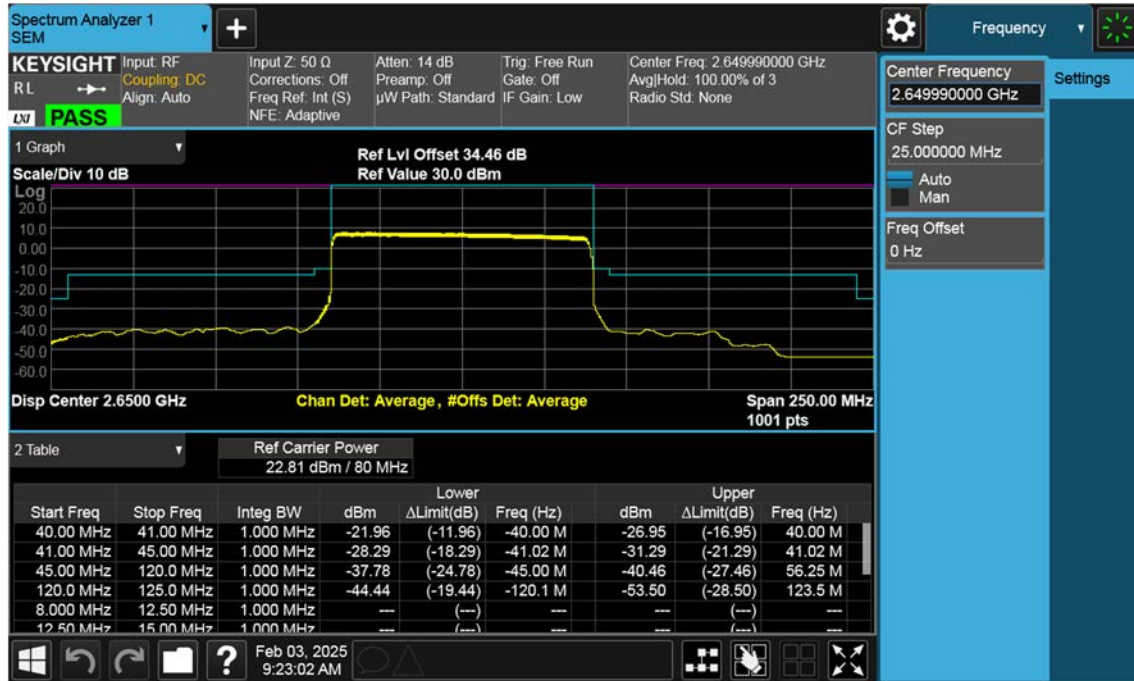 Spectrum Analyzer 1
SEM
Frequency
KEYSIGHT
RL
LXI
PASS
Input: RF
Coupling: DC
Align: Auto
Input Z: 50 Ω
Corrections: Off
Freq Ref: Int (S)
NFE: Adaptive
Atten: 14 dB
Preamp: Off
µW Path: Standard
Trig: Free Run
Gate: Off
IF Gain: Low
Center Freq: 2.649990000 GHz
Avg|Hold: 100.00% of 3
Radio Std: None
Center Frequency
2.649990000 GHz
Settings
CF Step
25.000000 MHz
Auto
Man
Freq Offset
0 Hz
1 Graph
Scale/Div 10 dB
Ref Lvl Offset 34.46 dB
Ref Value 30.0 dBm
Log
20.0
10.0
0.00
-10.0
-20.0
-30.0
-40.0
-50.0
-60.0
Disp Center 2.6500 GHz
Chan Det: Average, #Offs Det: Average
Span 250.00 MHz
1001 pts
2 Table
Ref Carrier Power
22.81 dBm / 80 MHz
Lower Upper
Start Freq Stop Freq Integ BW dBm ΔLimit(dB) Freq (Hz) dBm ΔLimit(dB) Freq (Hz)
40.00 MHz 41.00 MHz 1.000 MHz -21.96 (-11.96) -40.00 M -26.95 (-16.95) 40.00 M
41.00 MHz 45.00 MHz 1.000 MHz -28.29 (-18.29) -41.02 M -31.29 (-21.29) 41.02 M
45.00 MHz 120.0 MHz 1.000 MHz -37.78 (-24.78) -45.00 M -40.46 (-27.46) 56.25 M
120.0 MHz 125.0 MHz 1.000 MHz -44.44 (-19.44) -120.1 M -53.50 (-28.50) 123.5 M
8.000 MHz 12.50 MHz 1.000 MHz --- (---) --- --- (---) ---
12.50 MHz 15.00 MHz 1.000 MHz --- (---) --- --- (---) ---
?
Feb 03, 2025
9:23:02 AM